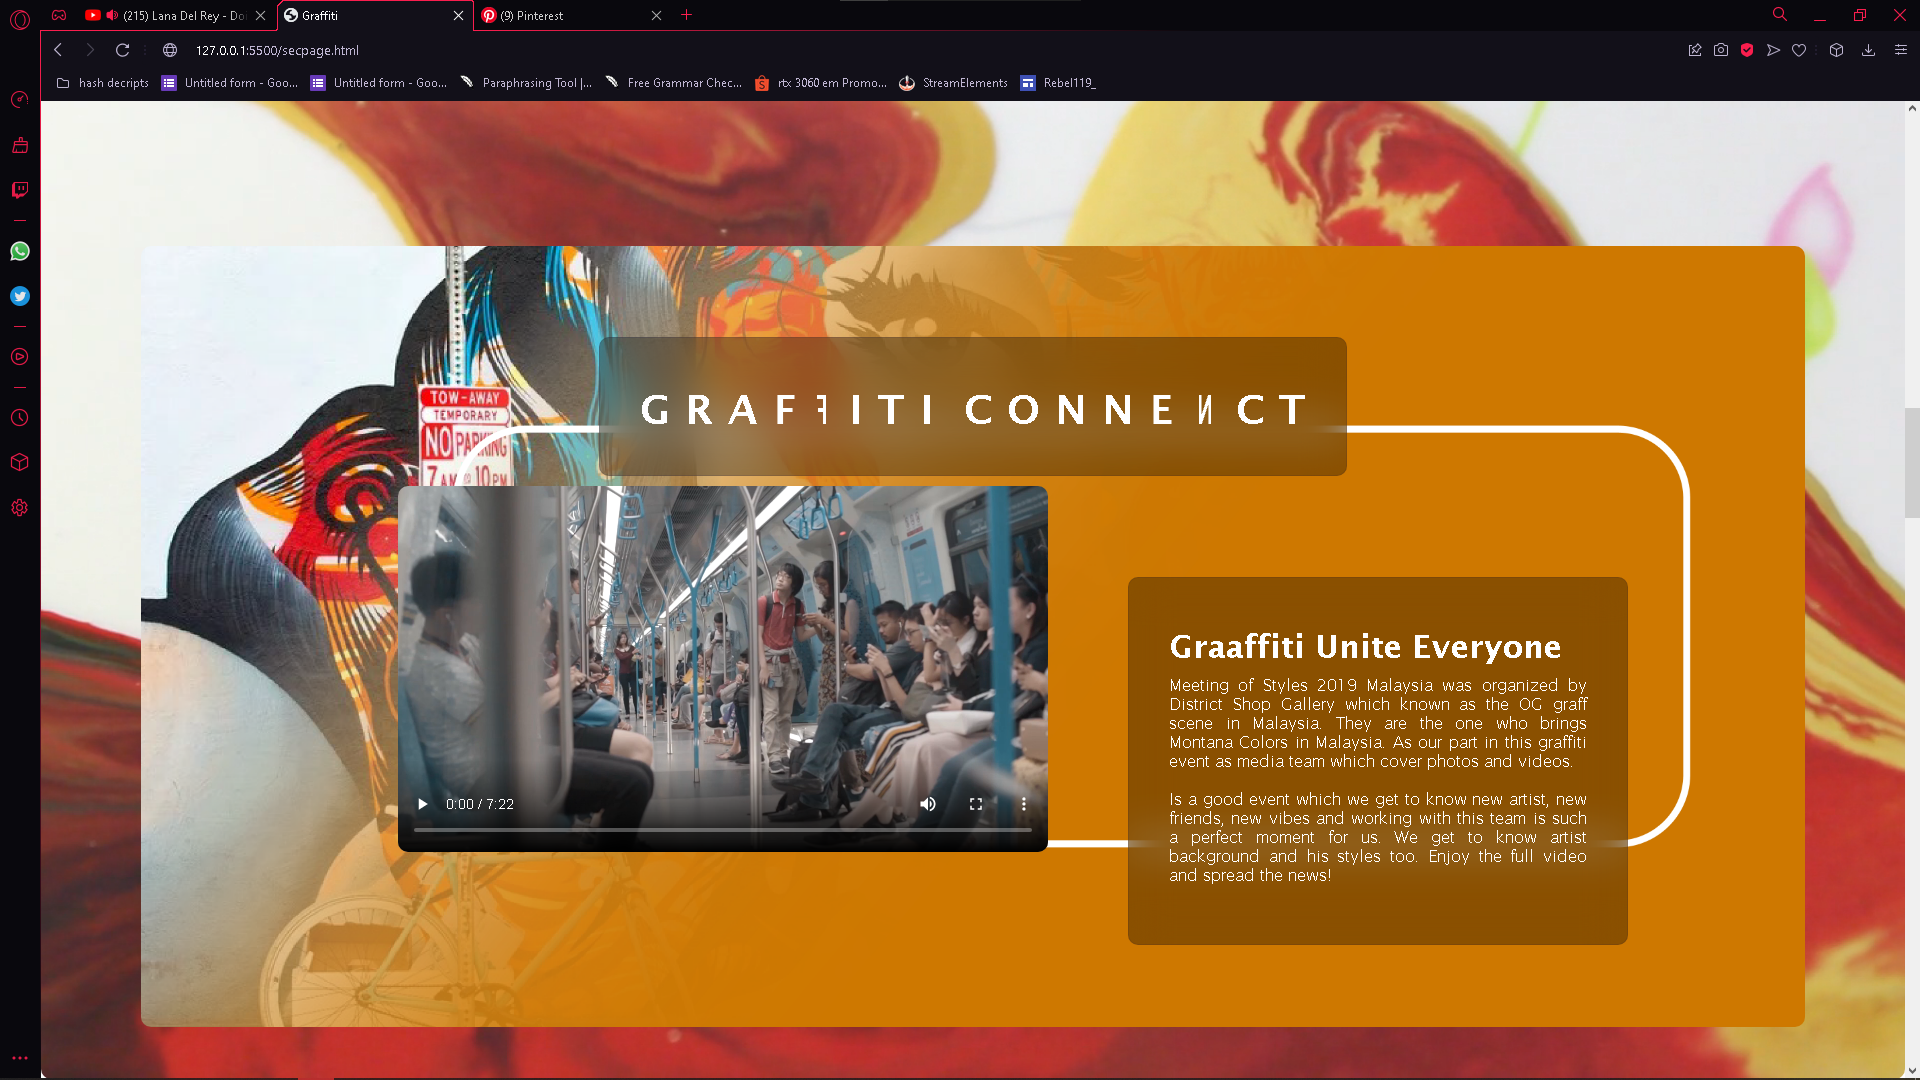 (215) Lana Del Rey - Doi
Graffiti
(9) Pinterest
127.0.0.1:5500/secpage.html
hash decripts
Untitled form - Goo...
Untitled form - Goo...
Paraphrasing Tool |...
Free Grammar Chec...
rtx 3060 em Promo...
StreamElements
Rebel119_
GRAFFITI CONNENCT
TOW-AWAY
TEMPORARY
NO PARKING
7 AM 10 PM
0:00 / 7:22
Graaffiti Unite Everyone
Meeting of Styles 2019 Malaysia was organized by
District Shop Gallery which known as the OG graff
scene in Malaysia. They are the one who brings
Montana Colors in Malaysia. As our part in this graffiti
event as media team which cover photos and videos.
Is a good event which we get to know new artist, new
friends, new vibes and working with this team is such
a perfect moment for us. We get to know artist
background and his styles too. Enjoy the full video
and spread the news!